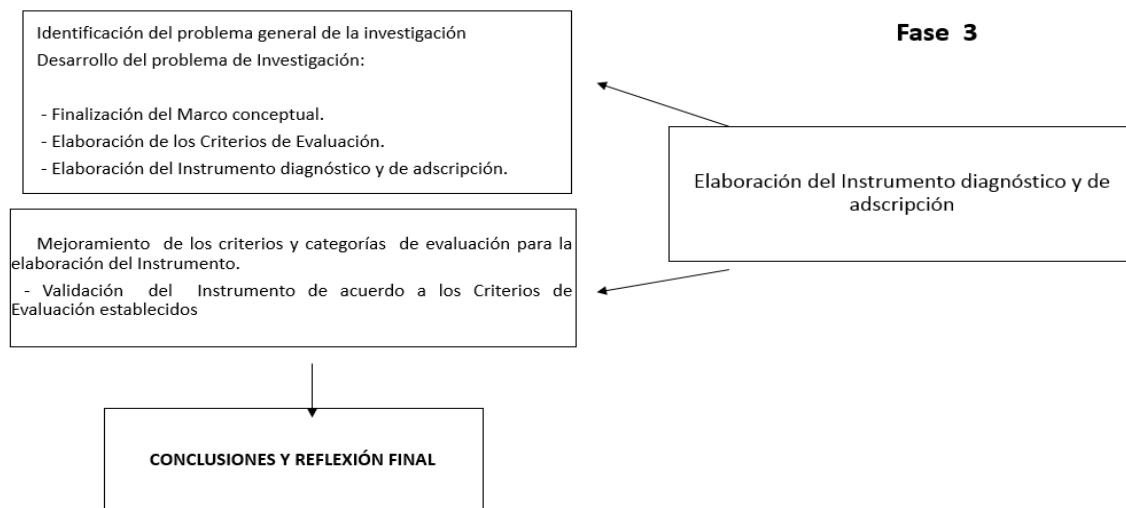 Fase 3
Identificación del problema general de la investigación
Desarrollo del problema de Investigación:
- Finalización del Marco conceptual.
- Elaboración de los Criterios de Evaluación.
- Elaboración del Instrumento diagnóstico y de adscripción.
Elaboración del Instrumento diagnóstico y de
adscripción
Mejoramiento de los criterios y categorías de evaluación para la
elaboración del Instrumento.
- Validación del Instrumento de acuerdo a los Criterios de
Evaluación establecidos
CONCLUSIONES Y REFLEXIÓN FINAL